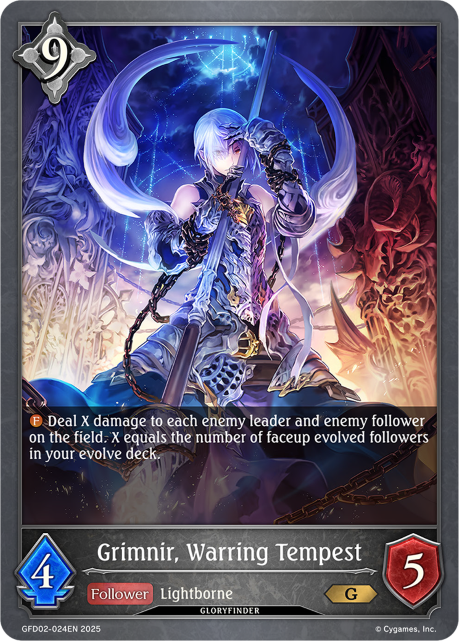 9
F Deal X damage to each enemy leader and enemy follower
on the field. X equals the number of faceup evolved followers
in your evolve deck.
Grimnir, Warring Tempest
4
Follower Lightborne
G
5
GLORYFINDER
GFD02-024EN 2025
© Cygames, Inc.